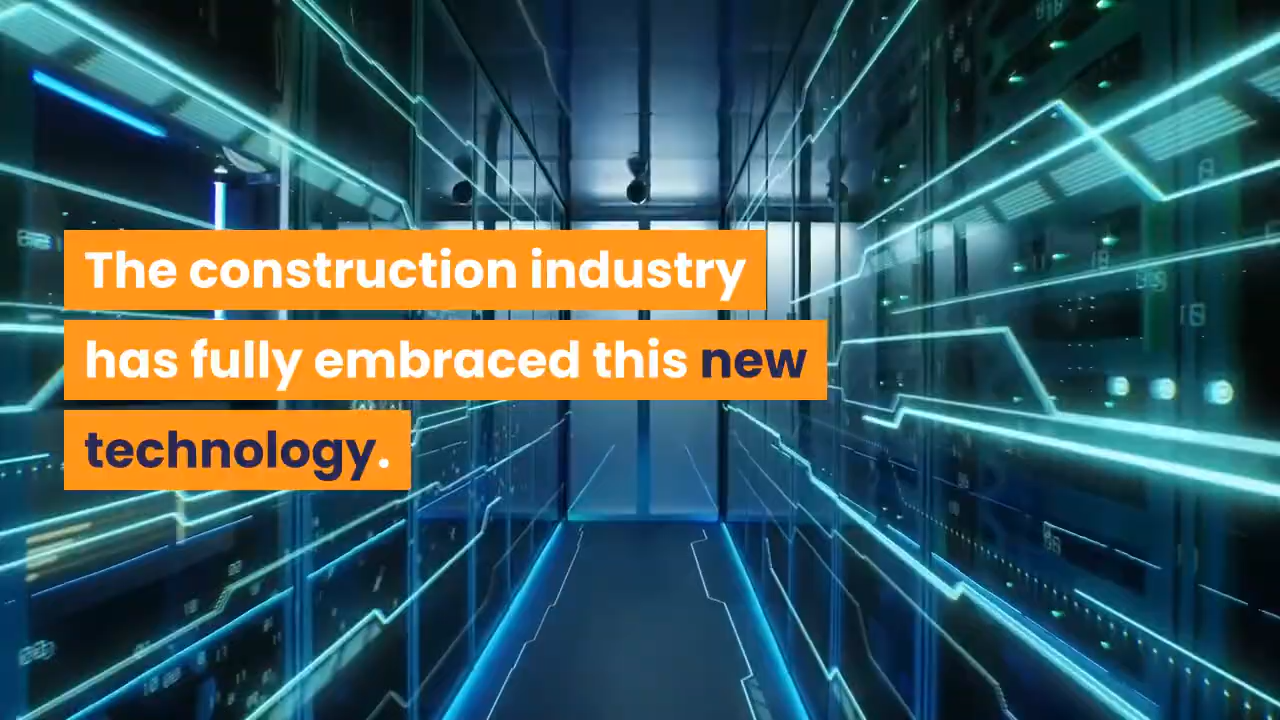 The construction industry
has fully embraced this new
technology.